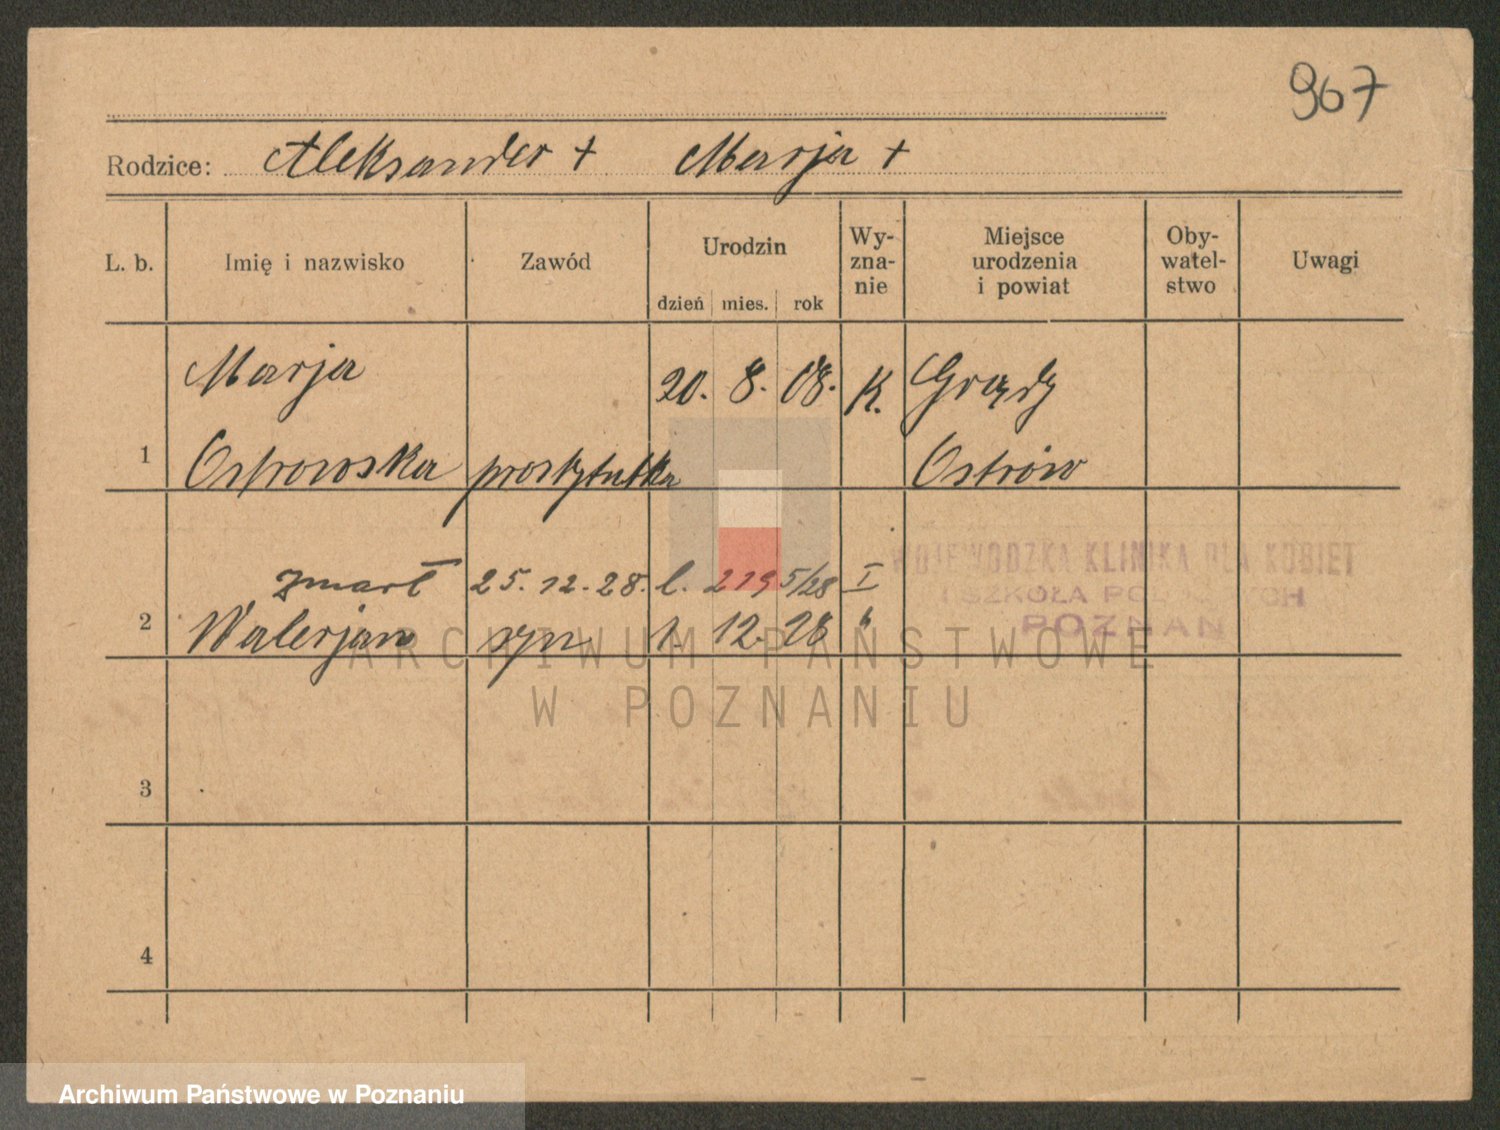 967
Rodzice: Aleksander + Marja +
L. b. Imię i nazwisko Zawód Urodzin dzień mies. rok Wy-zna-nie Miejsce urodzenia i powiat Oby-watel-stwo Uwagi
Marja 20. 8. 08. K. Grądy
1 Ostrowska prostytutka Ostrów
WOJEWÓDZKA KLINIKA DLA KOBIET
zmarł 25. 12. 28. l. 2195/28 I
I SZKOŁA POŁOŻNYCH
2 Walerjan syn 1. 12. 28 "
POZNAŃ
ARCHIWUM PAŃSTWOWE
W POZNANIU
3
4
Archiwum Państwowe w Poznaniu